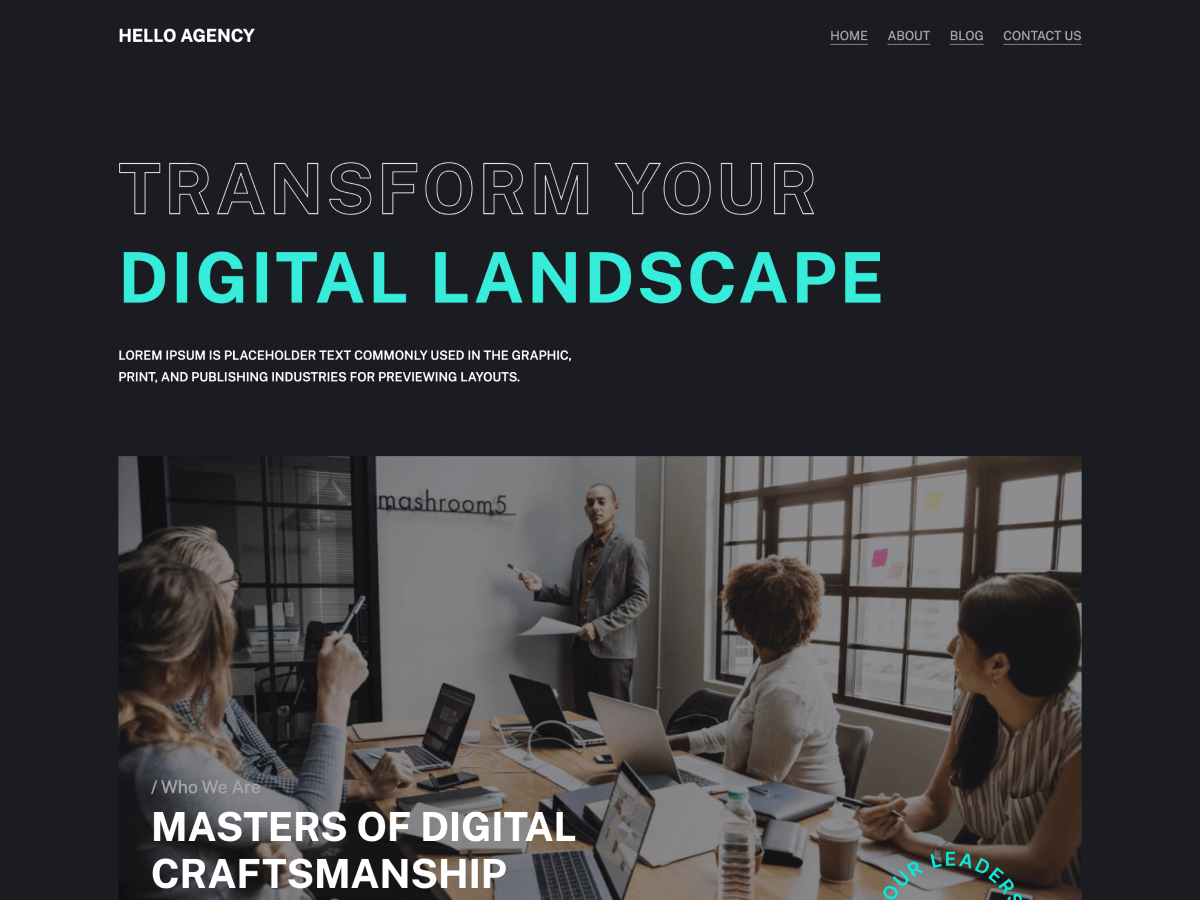 HELLO AGENCY
HOME ABOUT BLOG CONTACT US
TRANSFORM YOUR
DIGITAL LANDSCAPE
LOREM IPSUM IS PLACEHOLDER TEXT COMMONLY USED IN THE GRAPHIC,
PRINT, AND PUBLISHING INDUSTRIES FOR PREVIEWING LAYOUTS.
mashroom5
/ Who We Are
MASTERS OF DIGITAL
CRAFTSMANSHIP
OUR LEADERS